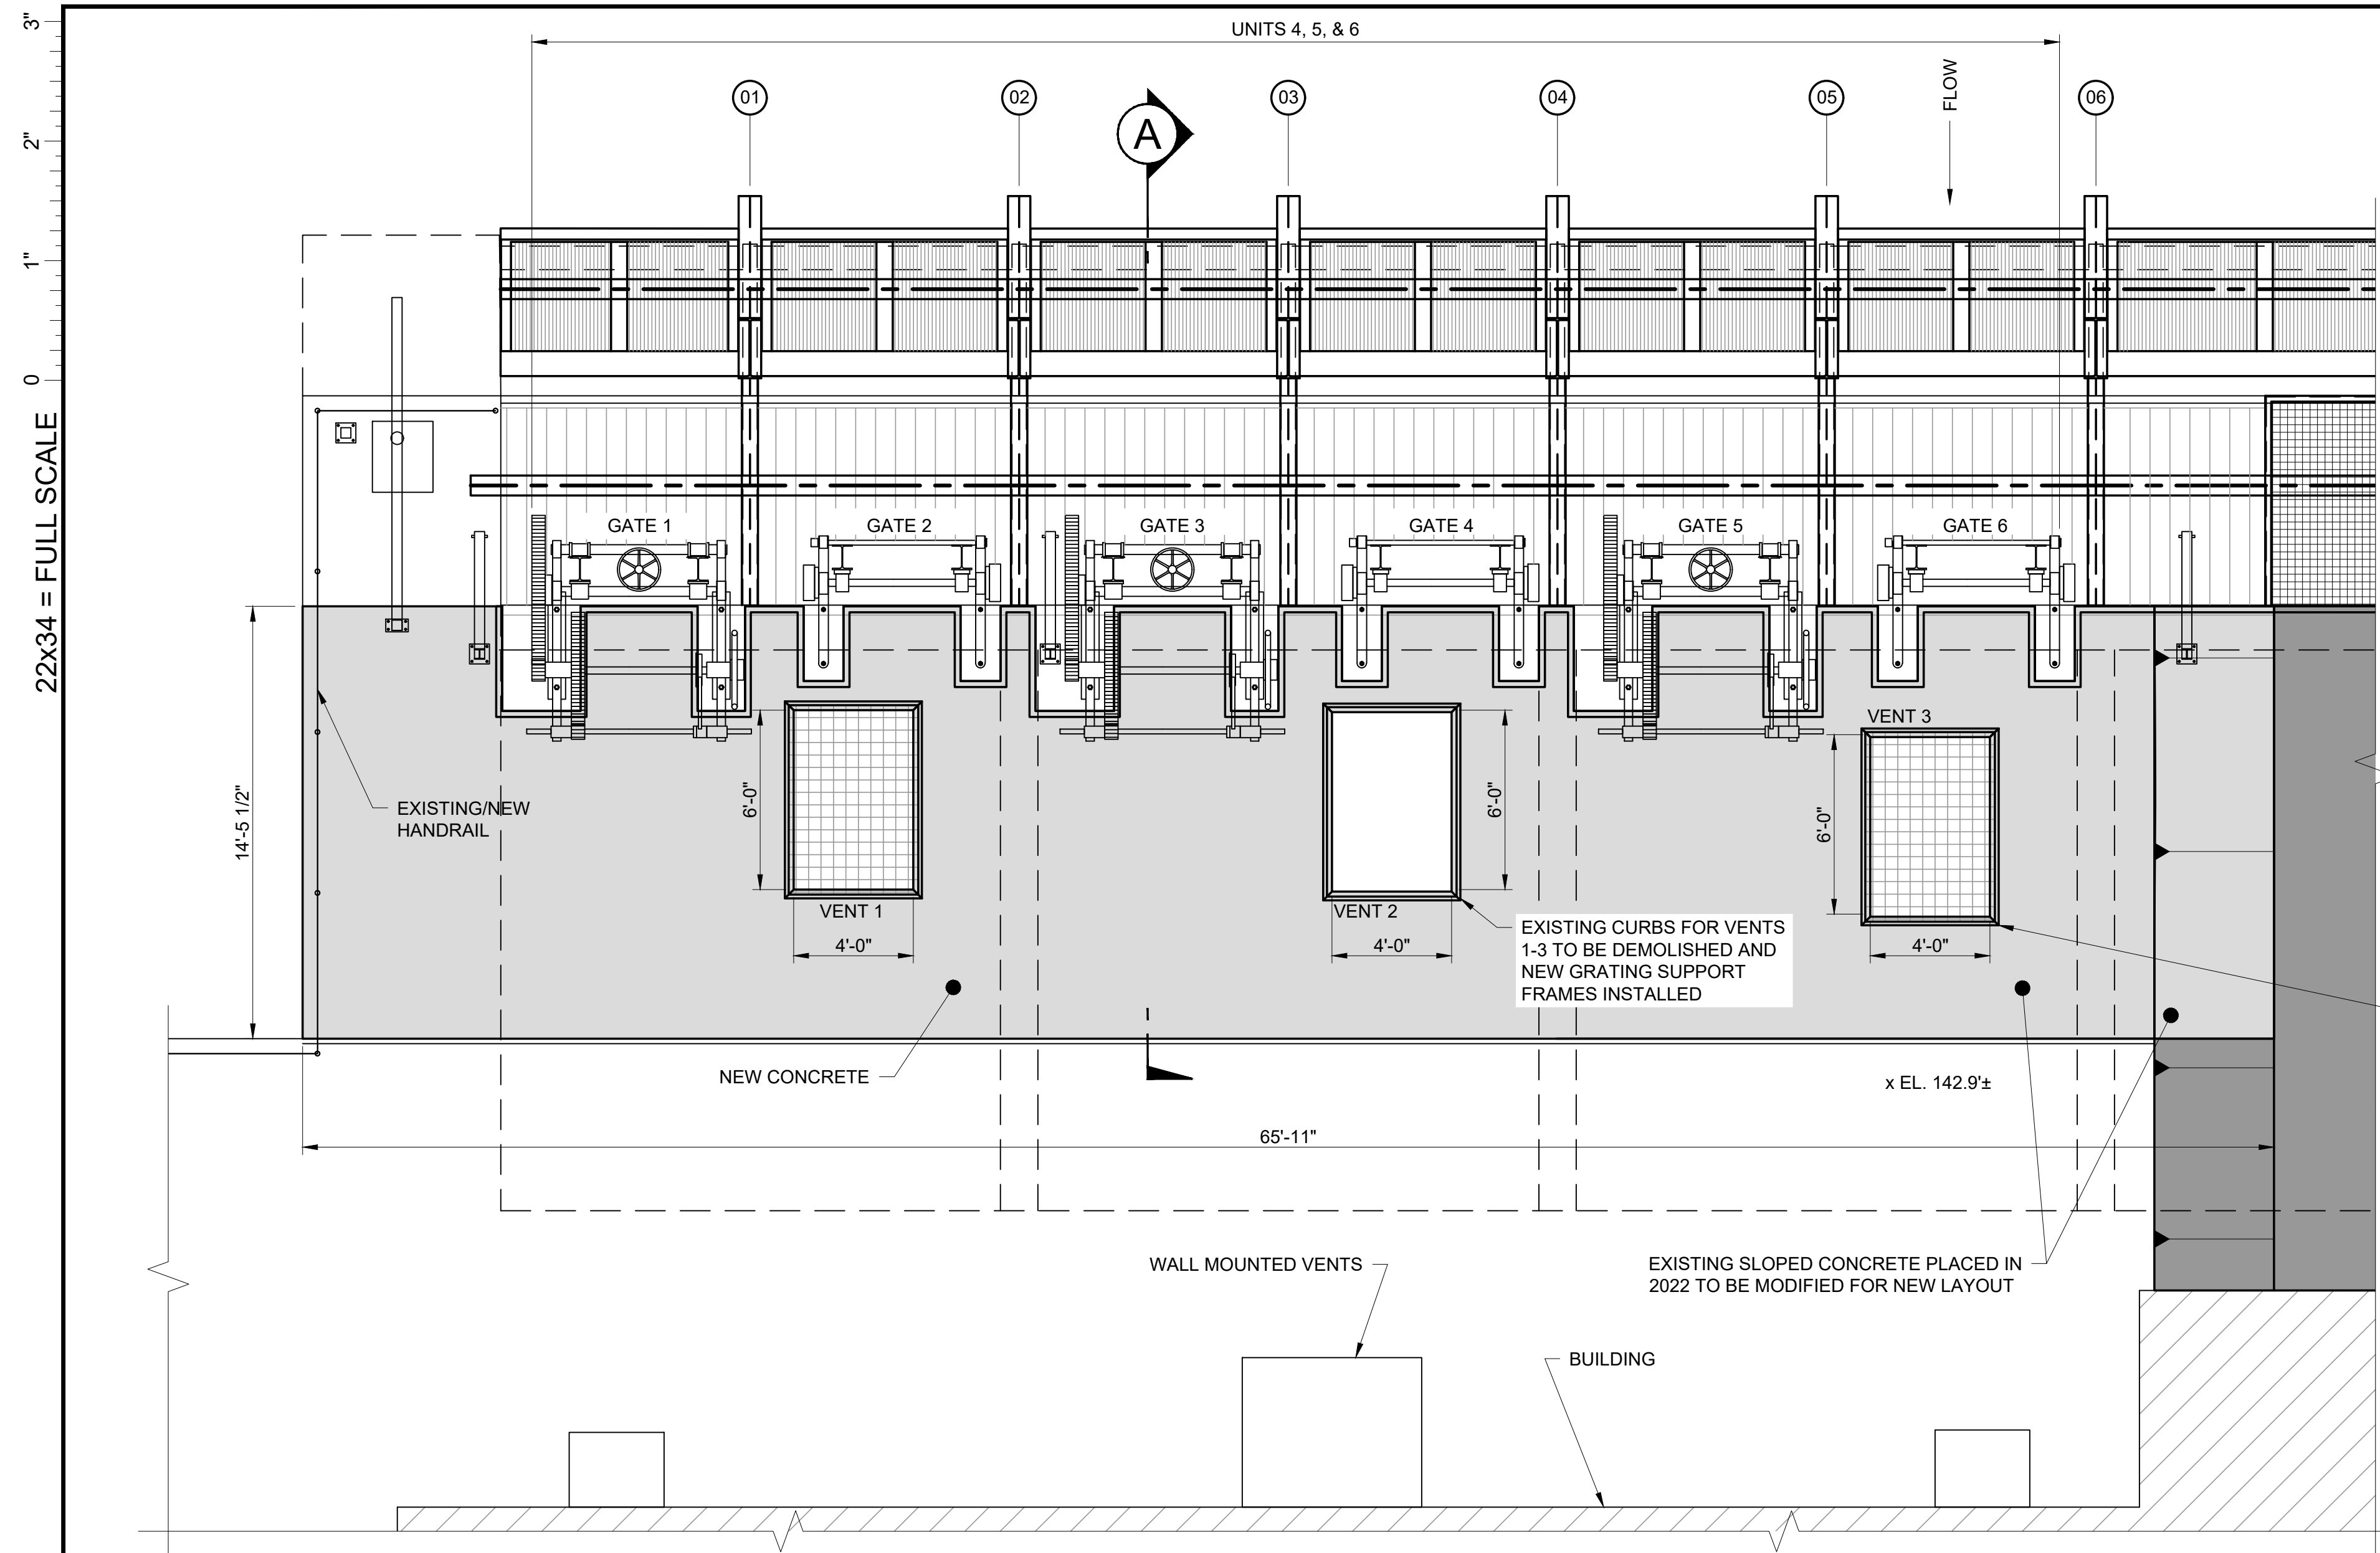 3"
2"
1"
0
22x34 = FULL SCALE
UNITS 4, 5, & 6
01
02
03
04
05
06
A
FLOW
GATE 1
GATE 2
GATE 3
GATE 4
GATE 5
GATE 6
14'-5 1/2"
EXISTING/NEW
HANDRAIL
6'-0"
VENT 1
4'-0"
6'-0"
VENT 2
4'-0"
VENT 3
6'-0"
4'-0"
EXISTING CURBS FOR VENTS
1-3 TO BE DEMOLISHED AND
NEW GRATING SUPPORT
FRAMES INSTALLED
NEW CONCRETE
x EL. 142.9'±
65'-11"
WALL MOUNTED VENTS
EXISTING SLOPED CONCRETE PLACED IN
2022 TO BE MODIFIED FOR NEW LAYOUT
BUILDING